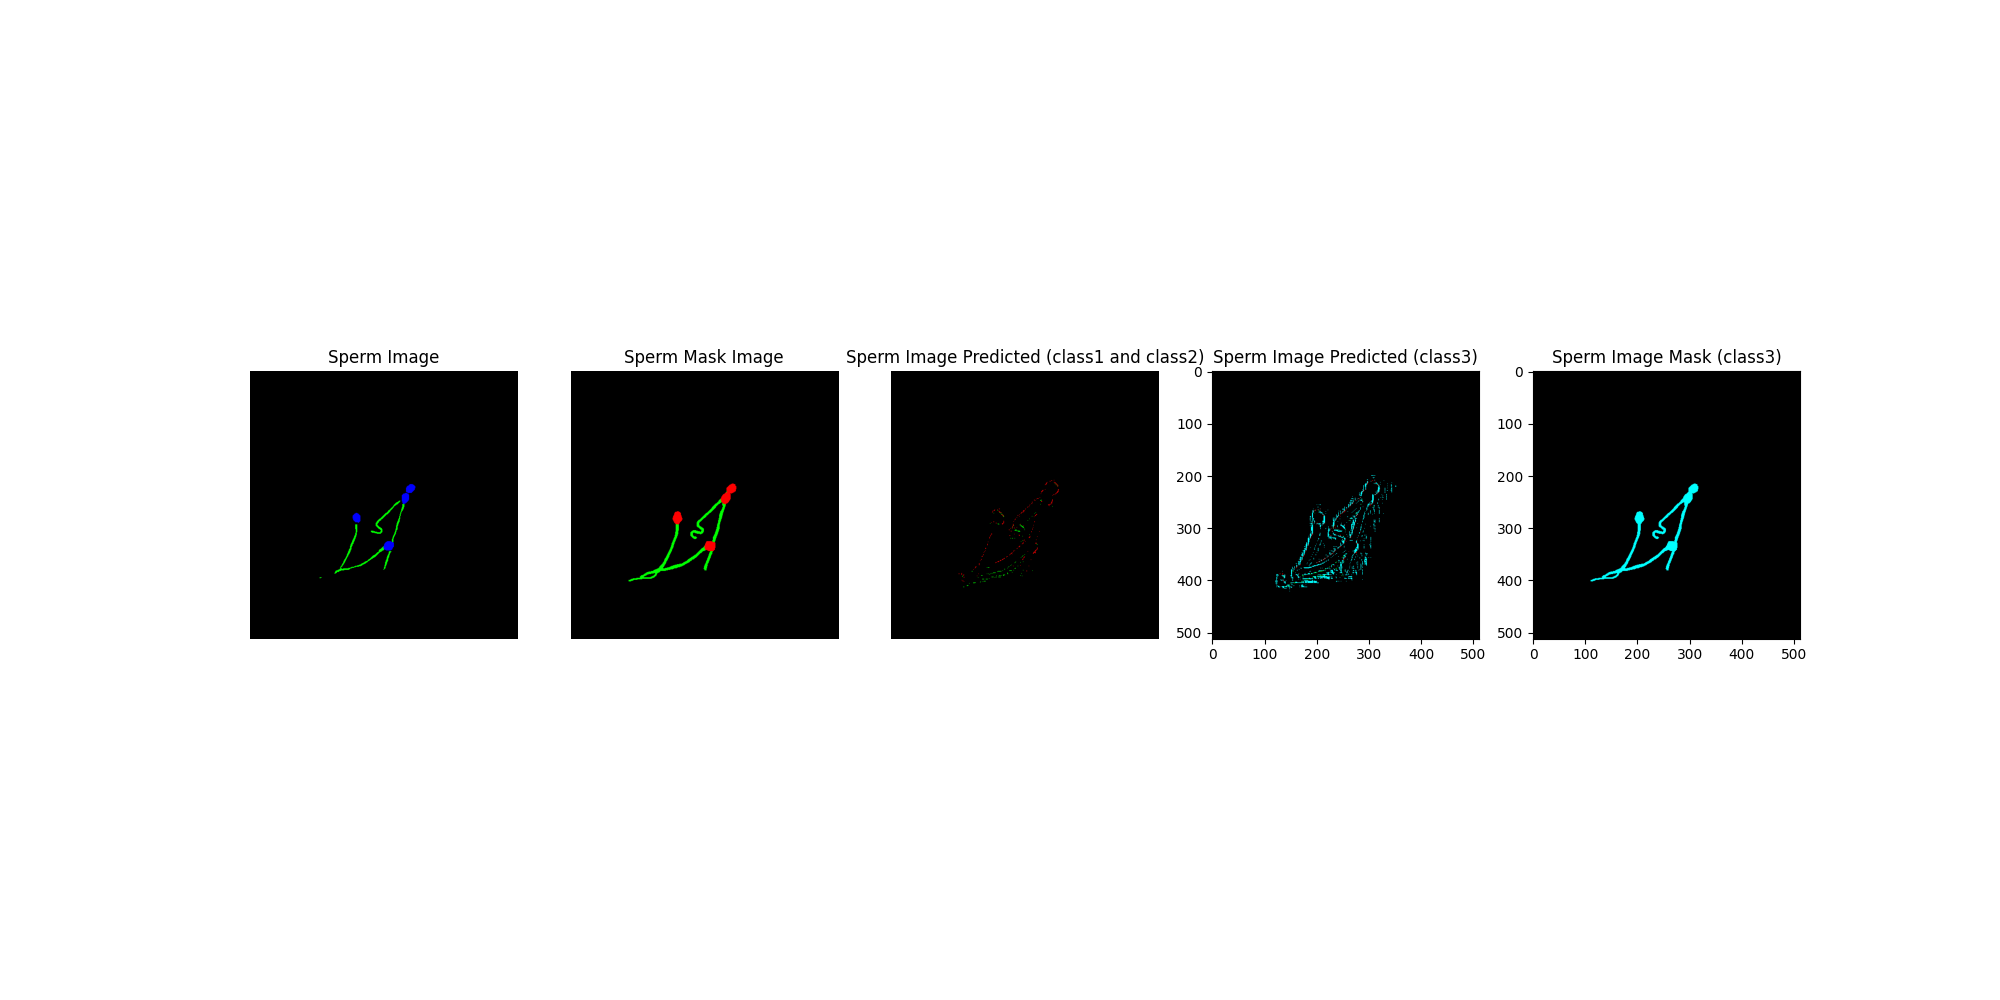 Sperm Image
Sperm Mask Image
Sperm Image Predicted (class1 and class2)
Sperm Image Predicted (class3)
Sperm Image Mask (class3)
0
100
200
300
400
500
0 100 200 300 400 500
0
100
200
300
400
500
0 100 200 300 400 500